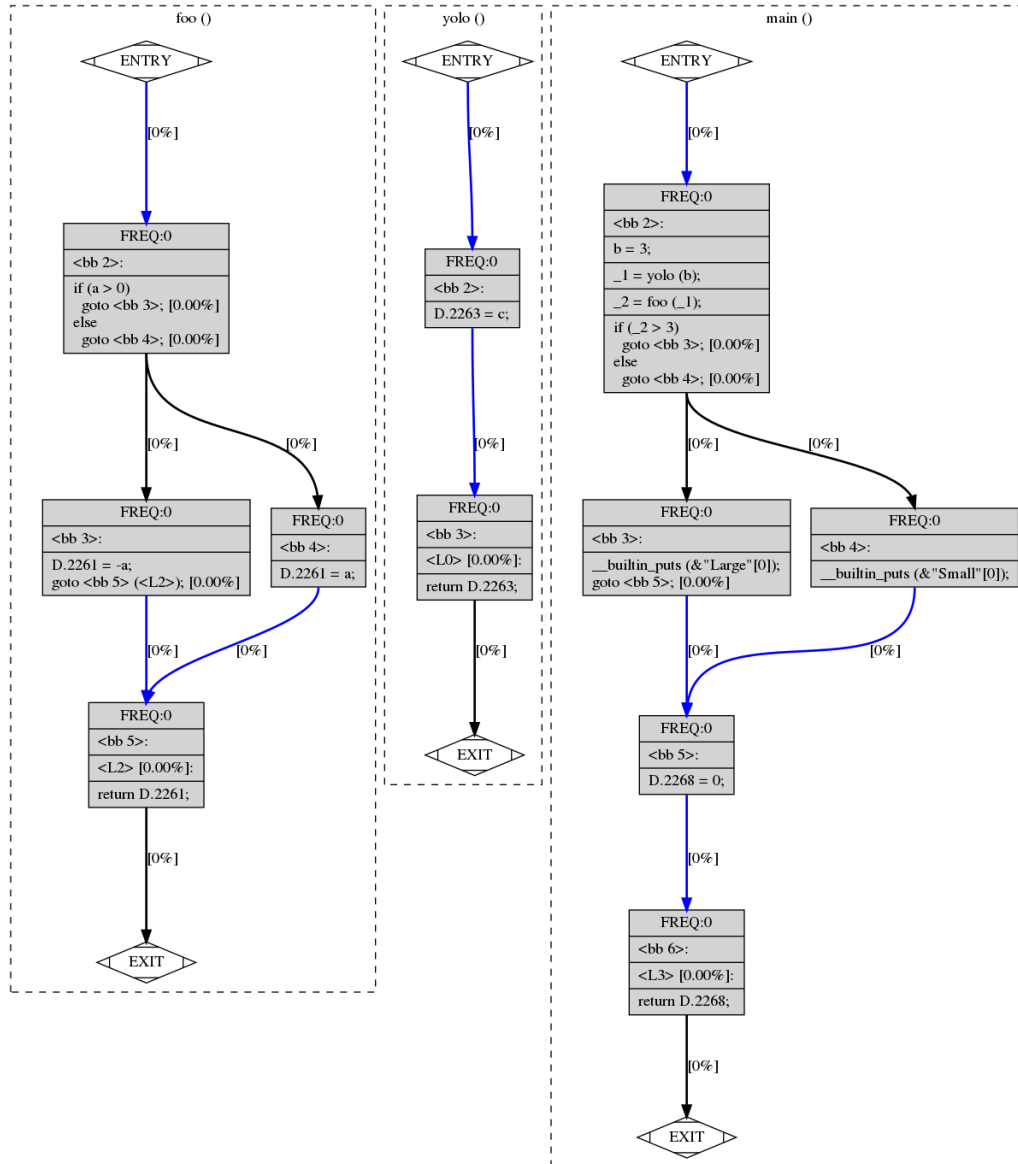 foo ()
ENTRY
[0%]
FREQ:0
<bb 2>:
if (a > 0)
goto <bb 3>; [0.00%]
else
goto <bb 4>; [0.00%]
[0%]
[0%]
FREQ:0
<bb 3>:
D.2261 = -a;
goto <bb 5> (<L2>); [0.00%]
FREQ:0
<bb 4>:
D.2261 = a;
[0%]
[0%]
FREQ:0
<bb 5>:
<L2> [0.00%]:
return D.2261;
[0%]
EXIT
yolo ()
ENTRY
[0%]
FREQ:0
<bb 2>:
D.2263 = c;
[0%]
FREQ:0
<bb 3>:
<L0> [0.00%]:
return D.2263;
[0%]
EXIT
main ()
ENTRY
[0%]
FREQ:0
<bb 2>:
b = 3;
_1 = yolo (b);
_2 = foo (_1);
if (_2 > 3)
goto <bb 3>; [0.00%]
else
goto <bb 4>; [0.00%]
[0%]
[0%]
FREQ:0
<bb 3>:
__builtin_puts (&"Large"[0]);
goto <bb 5>; [0.00%]
FREQ:0
<bb 4>:
__builtin_puts (&"Small"[0]);
[0%]
[0%]
FREQ:0
<bb 5>:
D.2268 = 0;
[0%]
FREQ:0
<bb 6>:
<L3> [0.00%]:
return D.2268;
[0%]
EXIT